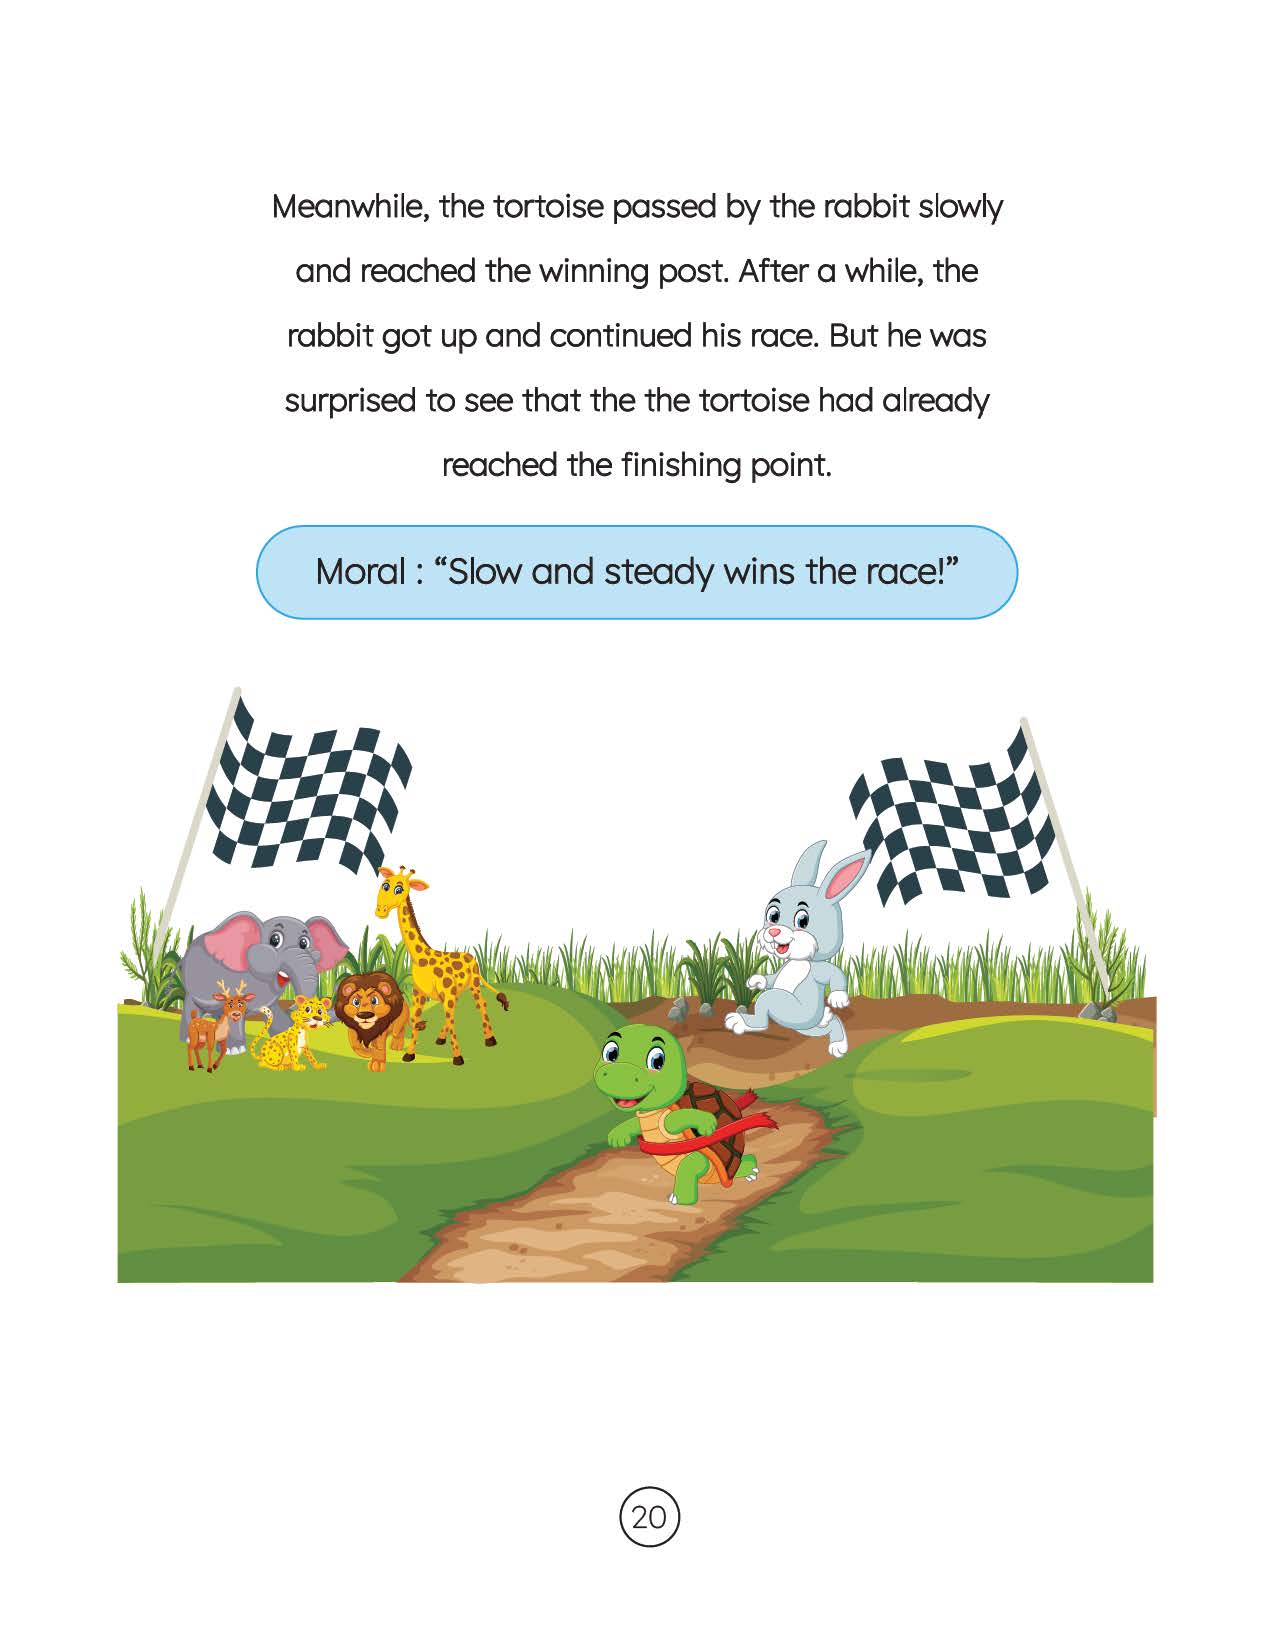 Meanwhile, the tortoise passed by the rabbit slowly
and reached the winning post. After a while, the
rabbit got up and continued his race. But he was
surprised to see that the the tortoise had already
reached the finishing point.
Moral : “Slow and steady wins the race!”
20